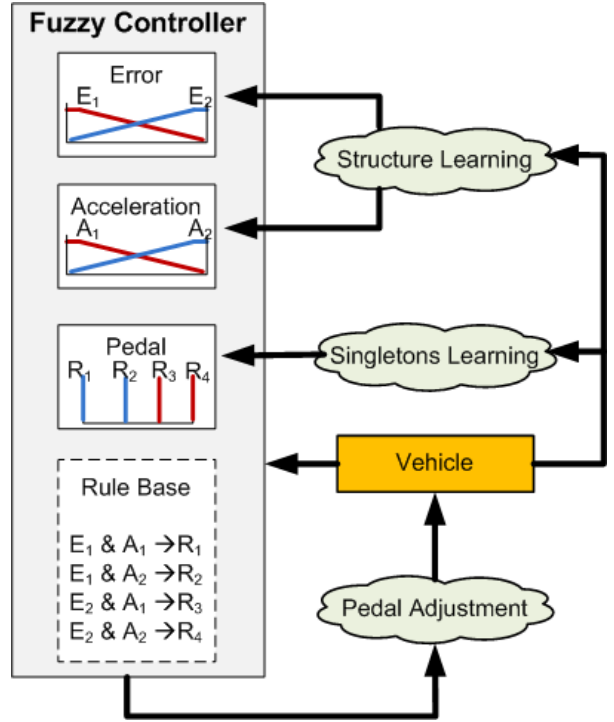 Fuzzy Controller
Error
E₁ E₂
Acceleration
A₁ A₂
Pedal
R₁ R₂ R₃ R₄
Rule Base
E₁ & A₁ →R₁
E₁ & A₂ →R₂
E₂ & A₁ →R₃
E₂ & A₂ →R₄
Structure Learning
Singletons Learning
Vehicle
Pedal Adjustment